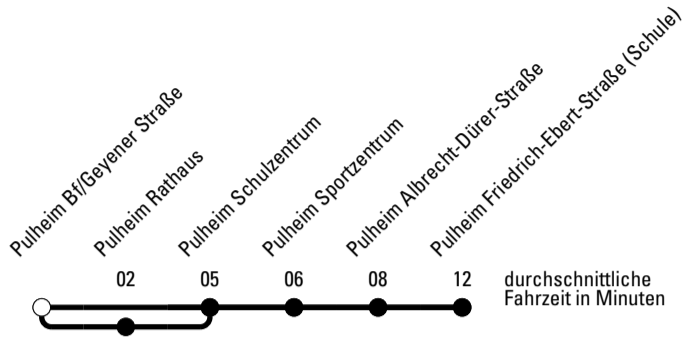 Pulheim Bf/Geyener Straße
Pulheim Rathaus
Pulheim Schulzentrum
Pulheim Sportzentrum
Pulheim Albrecht-Dürer-Straße
Pulheim Friedrich-Ebert-Straße (Schule)
02 05 06 08 12
durchschnittliche
Fahrzeit in Minuten